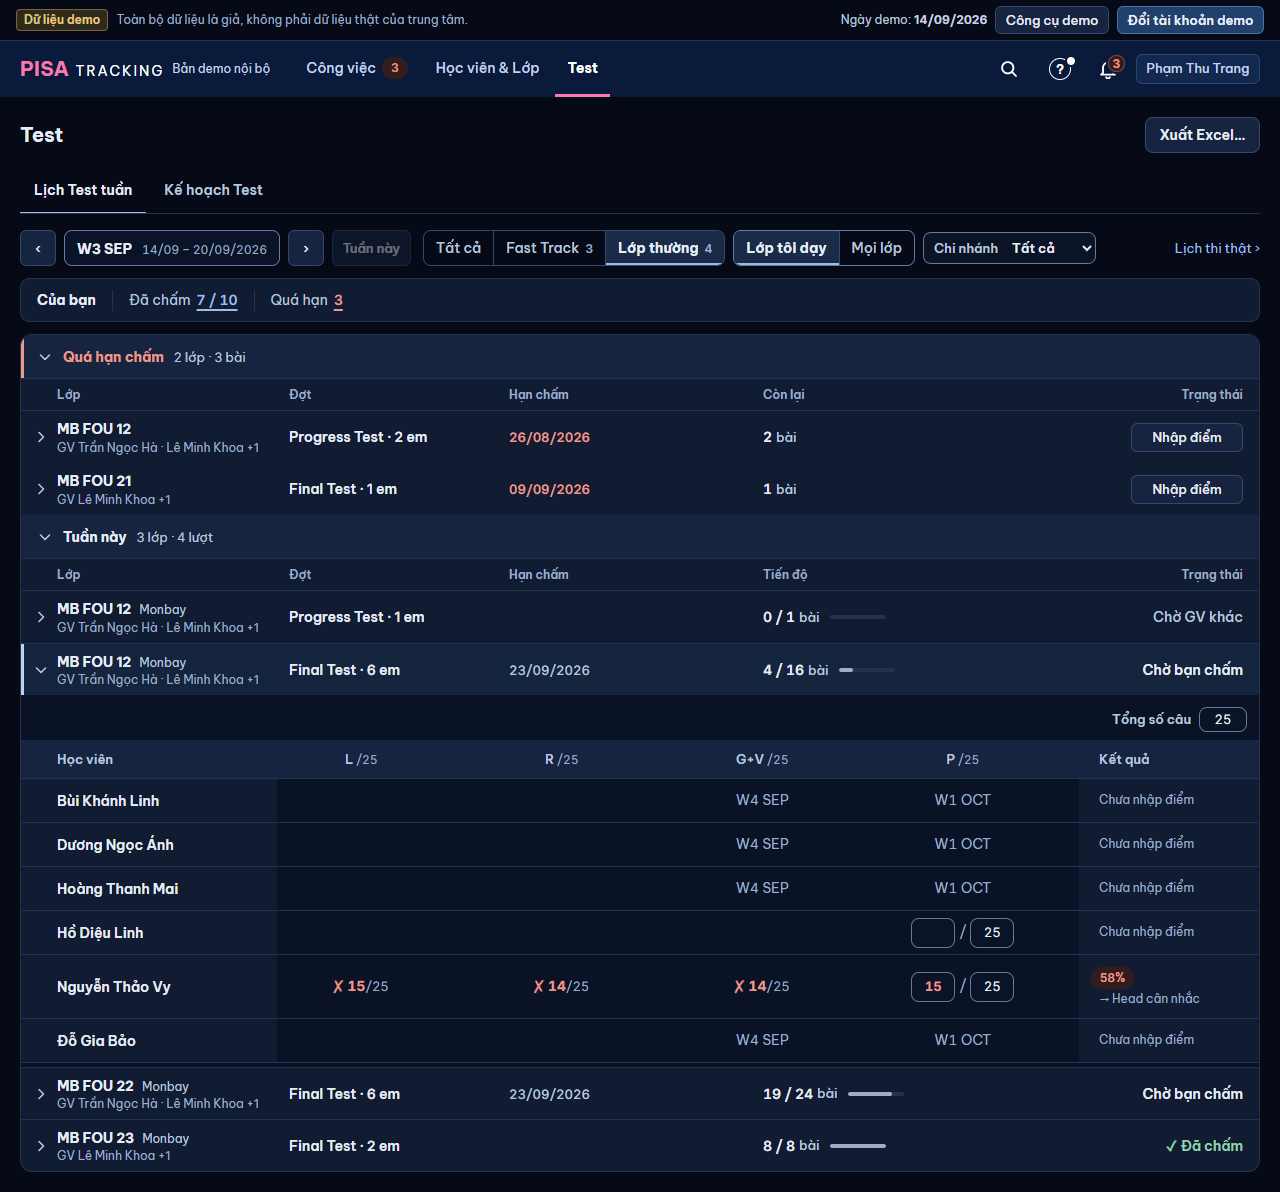 Dữ liệu demo Toàn bộ dữ liệu là giả, không phải dữ liệu thật của trung tâm. Ngày demo: 14/09/2026 Công cụ demo Đổi tài khoản demo
PISA TRACKING Bản demo nội bộ Công việc 3 Học viên & Lớp Test ? 3 Phạm Thu Trang
Test Xuất Excel...
Lịch Test tuần Kế hoạch Test
‹ W3 SEP 14/09 – 20/09/2026 › Tuần này Tất cả Fast Track 3 Lớp thường 4 Lớp tôi dạy Mọi lớp Chi nhánh Tất cả Lịch thi thật ›
Của bạn Đã chấm 7 / 10 Quá hạn 3
Quá hạn chấm 2 lớp · 3 bài
Lớp Đợt Hạn chấm Còn lại Trạng thái
MB FOU 12 Progress Test · 2 em 26/08/2026 2 bài Nhập điểm
GV Trần Ngọc Hà · Lê Minh Khoa +1
MB FOU 21 Final Test · 1 em 09/09/2026 1 bài Nhập điểm
GV Lê Minh Khoa +1
Tuần này 3 lớp · 4 lượt
Lớp Đợt Hạn chấm Tiến độ Trạng thái
MB FOU 12 Monbay Progress Test · 1 em 0 / 1 bài Chờ GV khác
GV Trần Ngọc Hà · Lê Minh Khoa +1
MB FOU 12 Monbay Final Test · 6 em 23/09/2026 4 / 16 bài Chờ bạn chấm
GV Trần Ngọc Hà · Lê Minh Khoa +1
Tổng số câu 25
Học viên L /25 R /25 G+V /25 P /25 Kết quả
Bùi Khánh Linh W4 SEP W1 OCT Chưa nhập điểm
Dương Ngọc Ánh W4 SEP W1 OCT Chưa nhập điểm
Hoàng Thanh Mai W4 SEP W1 OCT Chưa nhập điểm
Hồ Diệu Linh / 25 Chưa nhập điểm
Nguyễn Thảo Vy ✗ 15/25 ✗ 14/25 ✗ 14/25 15 / 25 58%
→ Head cân nhắc
Đỗ Gia Bảo W4 SEP W1 OCT Chưa nhập điểm
MB FOU 22 Monbay Final Test · 6 em 23/09/2026 19 / 24 bài Chờ bạn chấm
GV Trần Ngọc Hà · Lê Minh Khoa +1
MB FOU 23 Monbay Final Test · 2 em 8 / 8 bài ✓ Đã chấm
GV Lê Minh Khoa +1